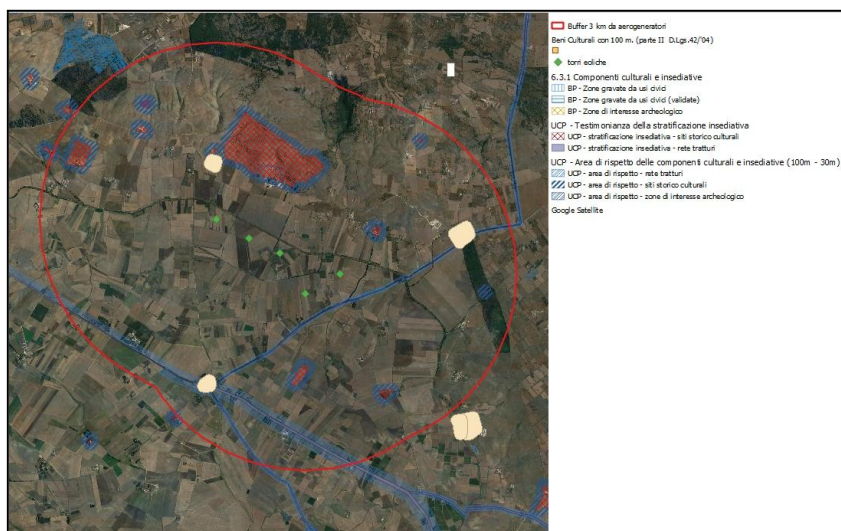 Buffer 3 km da aerogeneratori
Beni Culturali con 100 m. (parte II D.Lgs.42/'04)
torri eoliche
6.3.1 Componenti culturali e insediative
BP - Zone gravate da usi civici
BP - Zone gravate da usi civici (validate)
BP - Zone di interesse archeologico
UCP - Testimonianza della stratificazione insediativa
UCP - stratificazione insediativa - siti storico culturali
UCP - stratificazione insediativa - rete tratturi
UCP - Area di rispetto delle componenti culturali e insediative (100m - 30m)
UCP - area di rispetto - rete tratturi
UCP - area di rispetto - siti storico culturali
UCP - area di rispetto - zone di interesse archeologico
Google Satellite